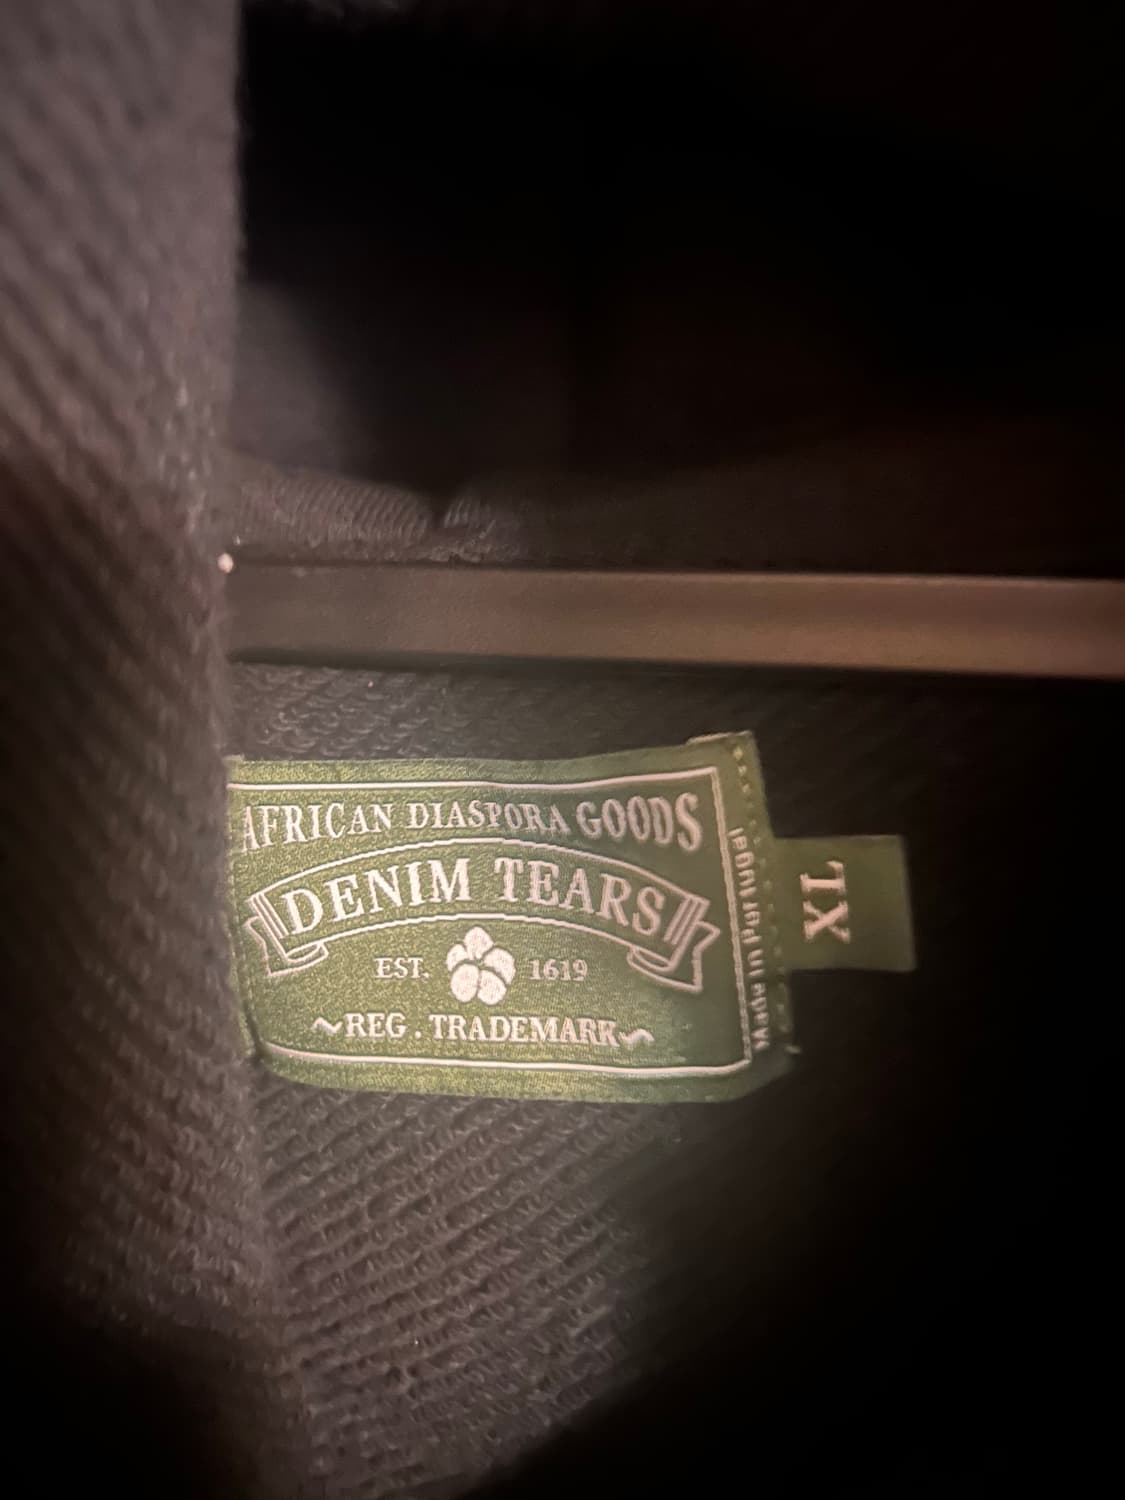 AFRICAN DIASPORA GOODS
DENIM TEARS
EST. 1619
~REG. TRADEMARK~
Made in Portugal
XL